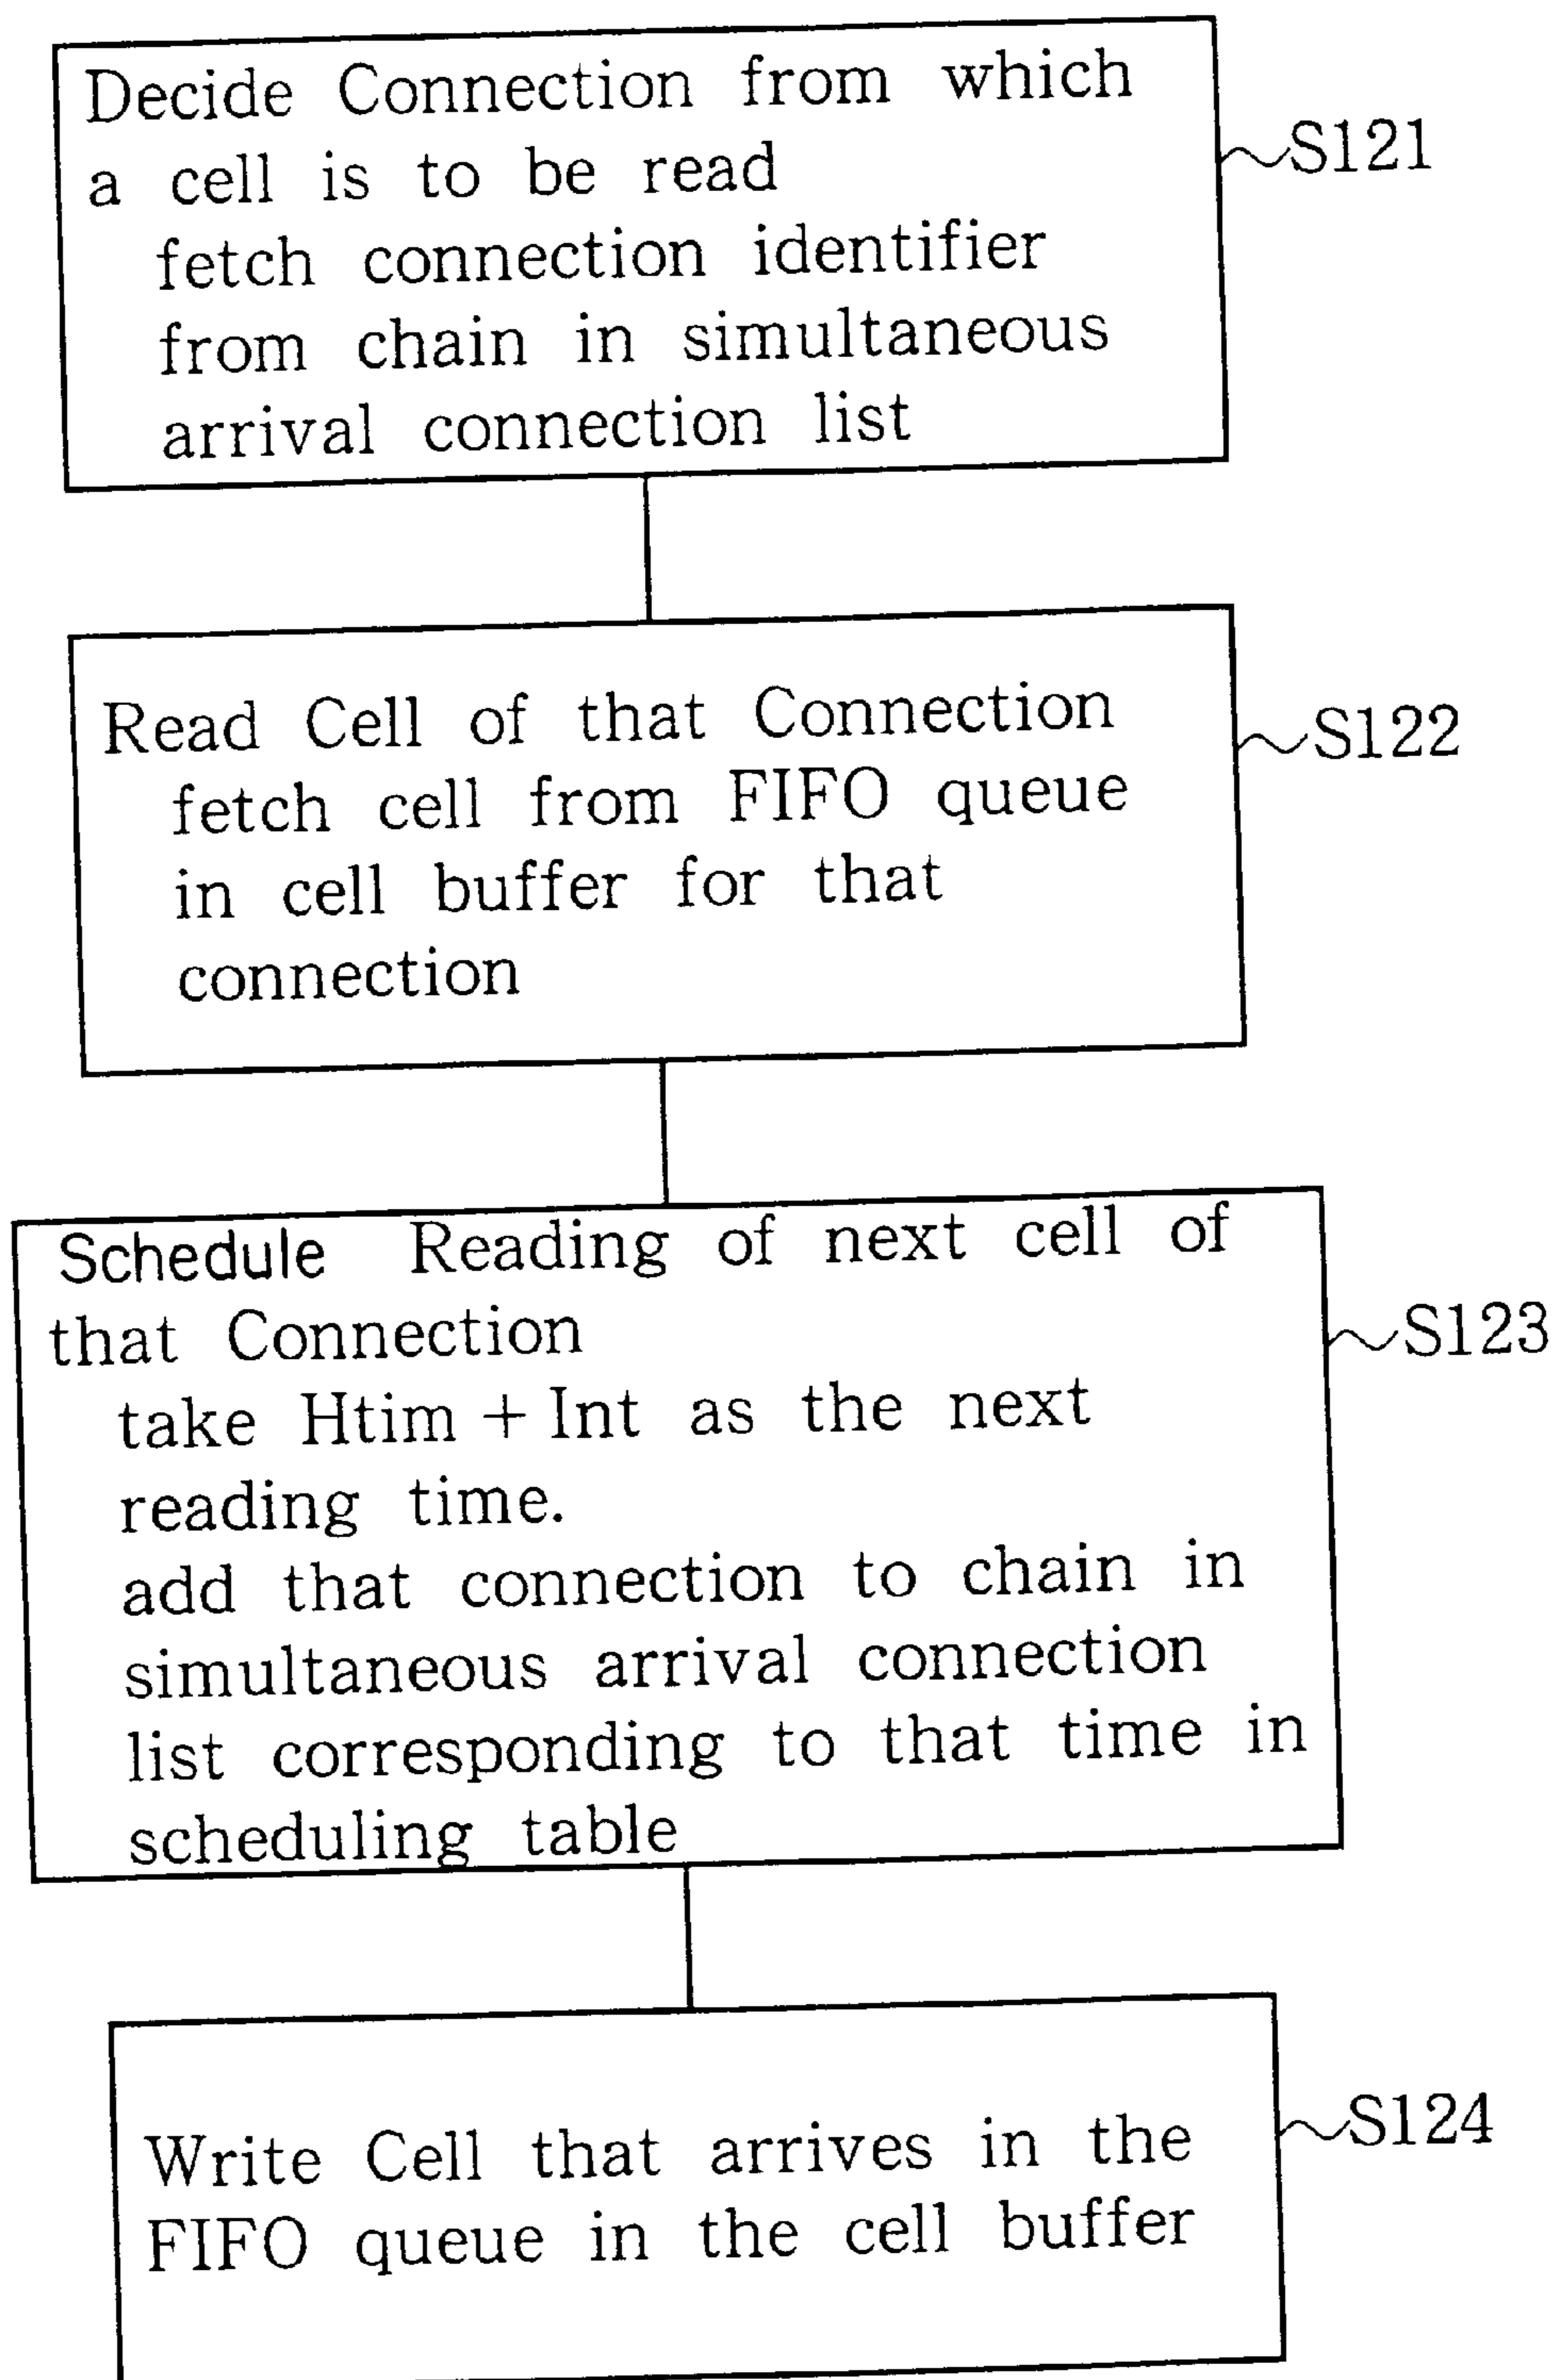 Decide Connection from which
a cell is to be read
fetch connection identifier
from chain in simultaneous
arrival connection list
S121
Read Cell of that Connection
fetch cell from FIFO queue
in cell buffer for that
connection
S122
Schedule Reading of next cell of
that Connection
take Htim + Int as the next
reading time.
add that connection to chain in
simultaneous arrival connection
list corresponding to that time in
scheduling table
S123
Write Cell that arrives in the
FIFO queue in the cell buffer
S124